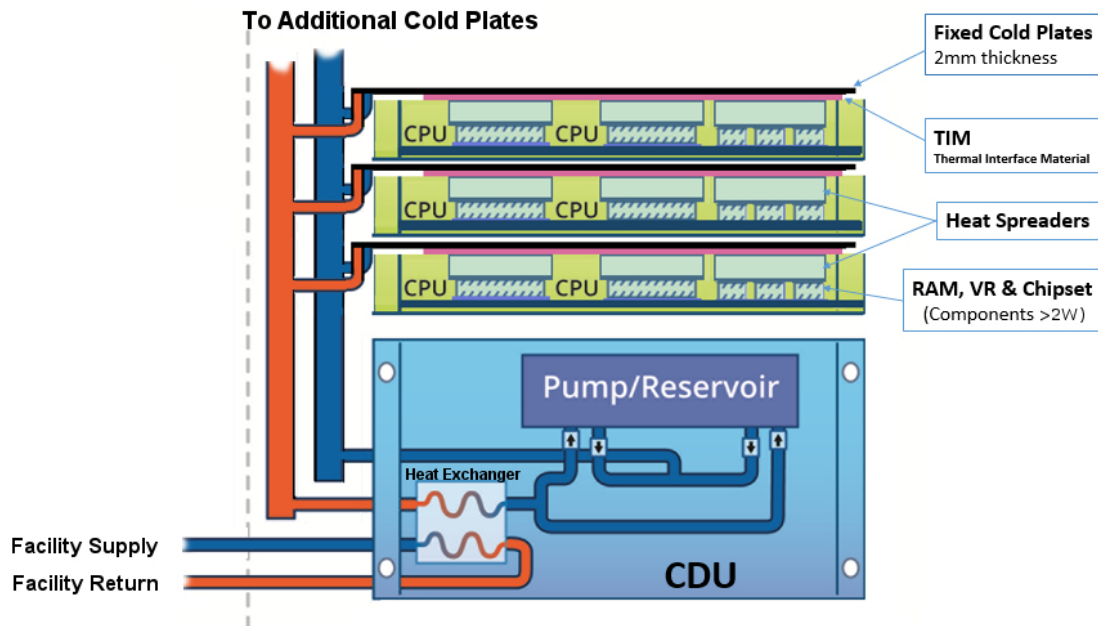 To Additional Cold Plates
Fixed Cold Plates
2mm thickness
CPU CPU
TIM
Thermal Interface Material
CPU CPU
Heat Spreaders
CPU CPU
RAM, VR & Chipset
(Components >2W)
Pump/Reservoir
Heat Exchanger
Facility Supply
Facility Return
CDU